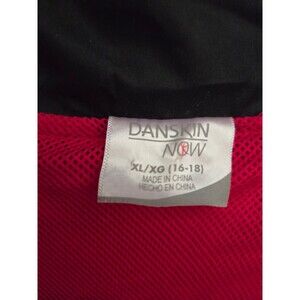 DANSKIN
NOW
XL/XG (16-18)
MADE IN CHINA
HECHO EN CHINA